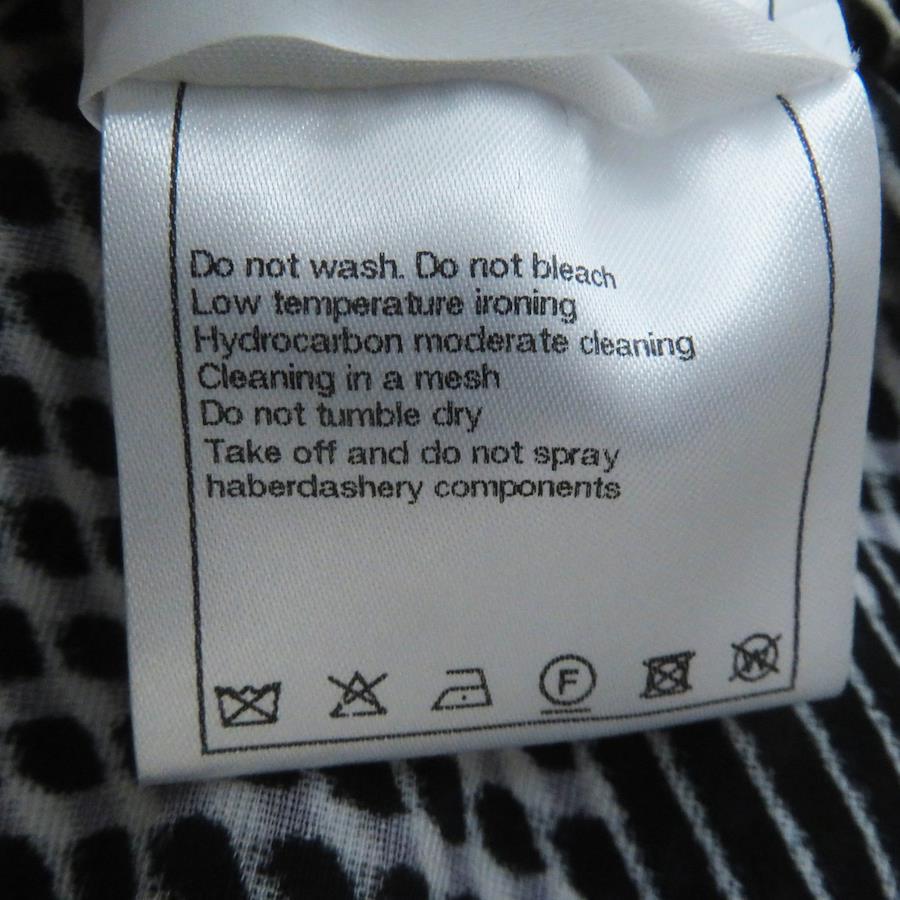 Do not wash. Do not bleach
Low temperature ironing
Hydrocarbon moderate cleaning
Cleaning in a mesh
Do not tumble dry
Take off and do not spray
haberdashery components
F
W